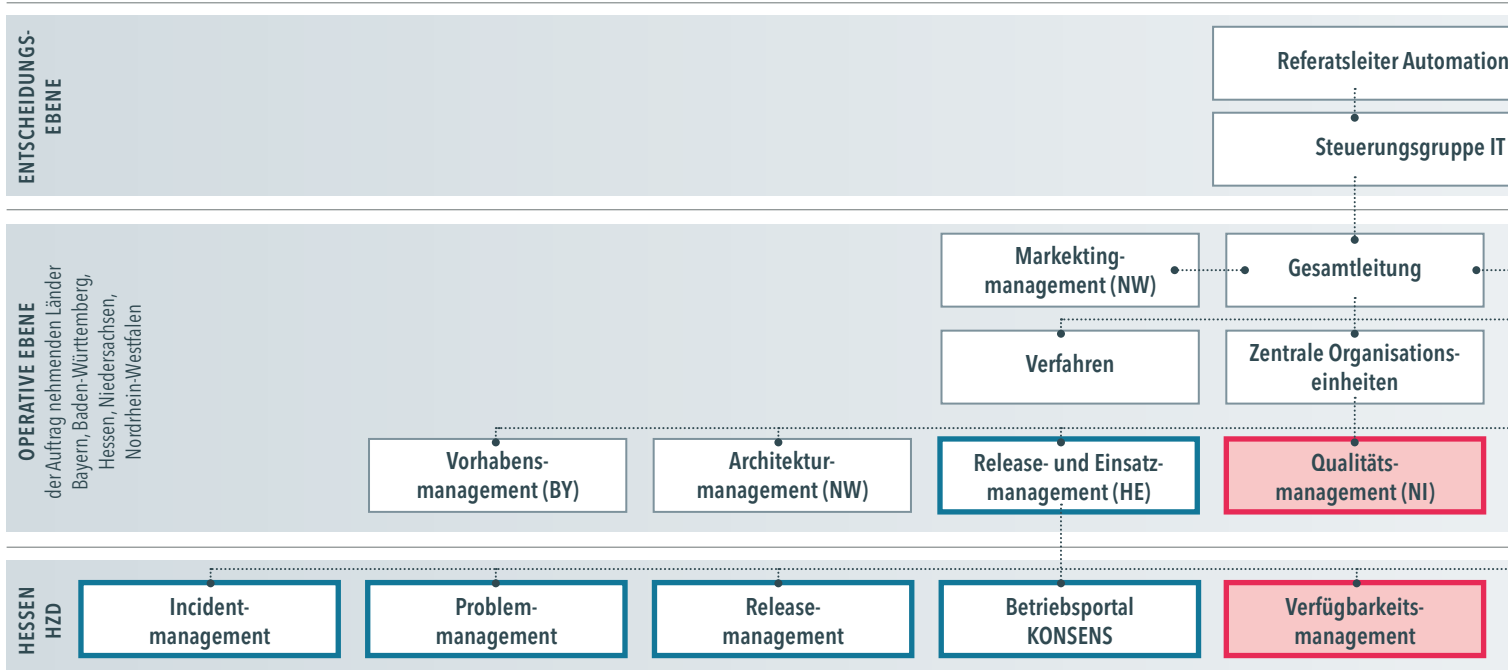 ENTSCHEIDUNGS-
EBENE
Referatsleiter Automation
Steuerungsgruppe IT
OPERATIVE EBENE
der Auftrag nehmenden Länder
Bayern, Baden-Württemberg,
Hessen, Niedersachsen,
Nordrhein-Westfalen
Markekting-
management (NW)
Gesamtleitung
Verfahren
Zentrale Organisations-
einheiten
Vorhabens-
management (BY)
Architektur-
management (NW)
Release- und Einsatz-
management (HE)
Qualitäts-
management (NI)
HESSEN
HZD
Incident-
management
Problem-
management
Release-
management
Betriebsportal
KONSENS
Verfügbarkeits-
management